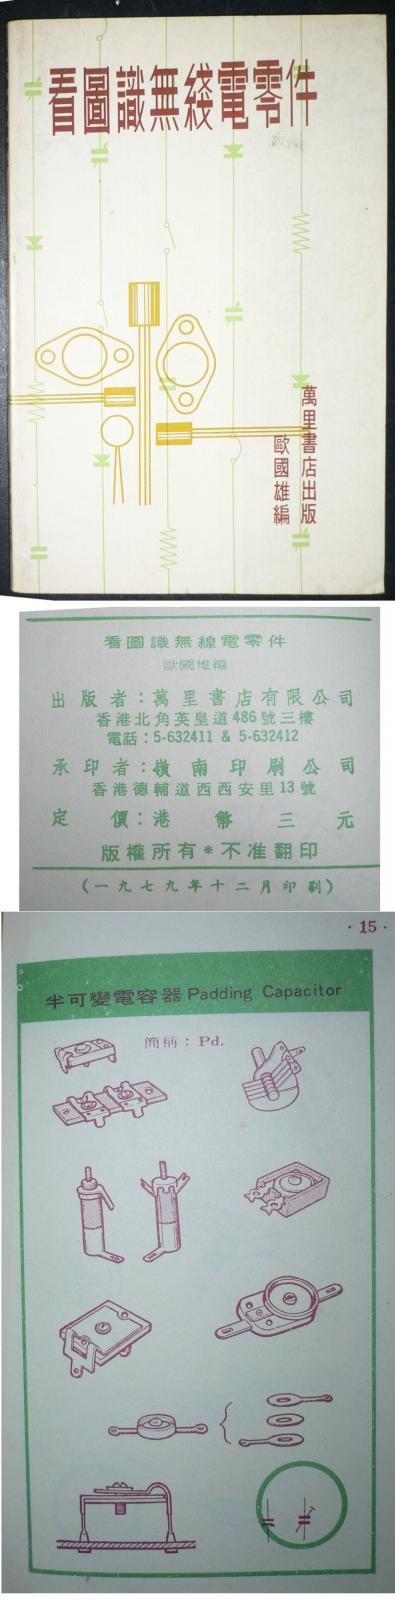 看圖識無綫電零件
萬里書店出版
歐國雄編
看圖識無線電零件
歐國雄編
出版者：萬里書店有限公司
香港北角英皇道486號三樓
電話：5-632411 & 5-632412
承印者：嶺南印刷公司
香港德輔道西西安里13號
定價：港幣三元
版權所有*不准翻印
（一九七九年十二月印刷）
·15·
半可變電容器 Padding Capacitor
簡稱：Pd.